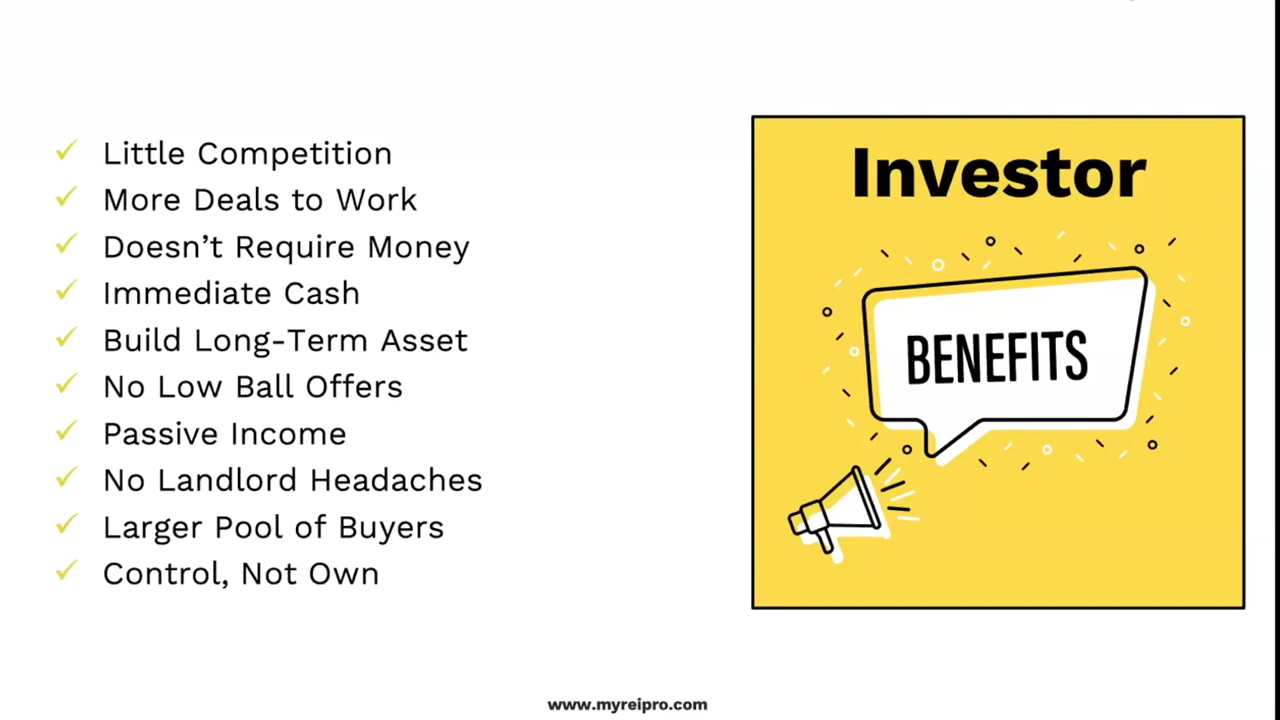 Little Competition
More Deals to Work
Doesn’t Require Money
Immediate Cash
Build Long-Term Asset
No Low Ball Offers
Passive Income
No Landlord Headaches
Larger Pool of Buyers
Control, Not Own
Investor
BENEFITS
www.myreipro.com